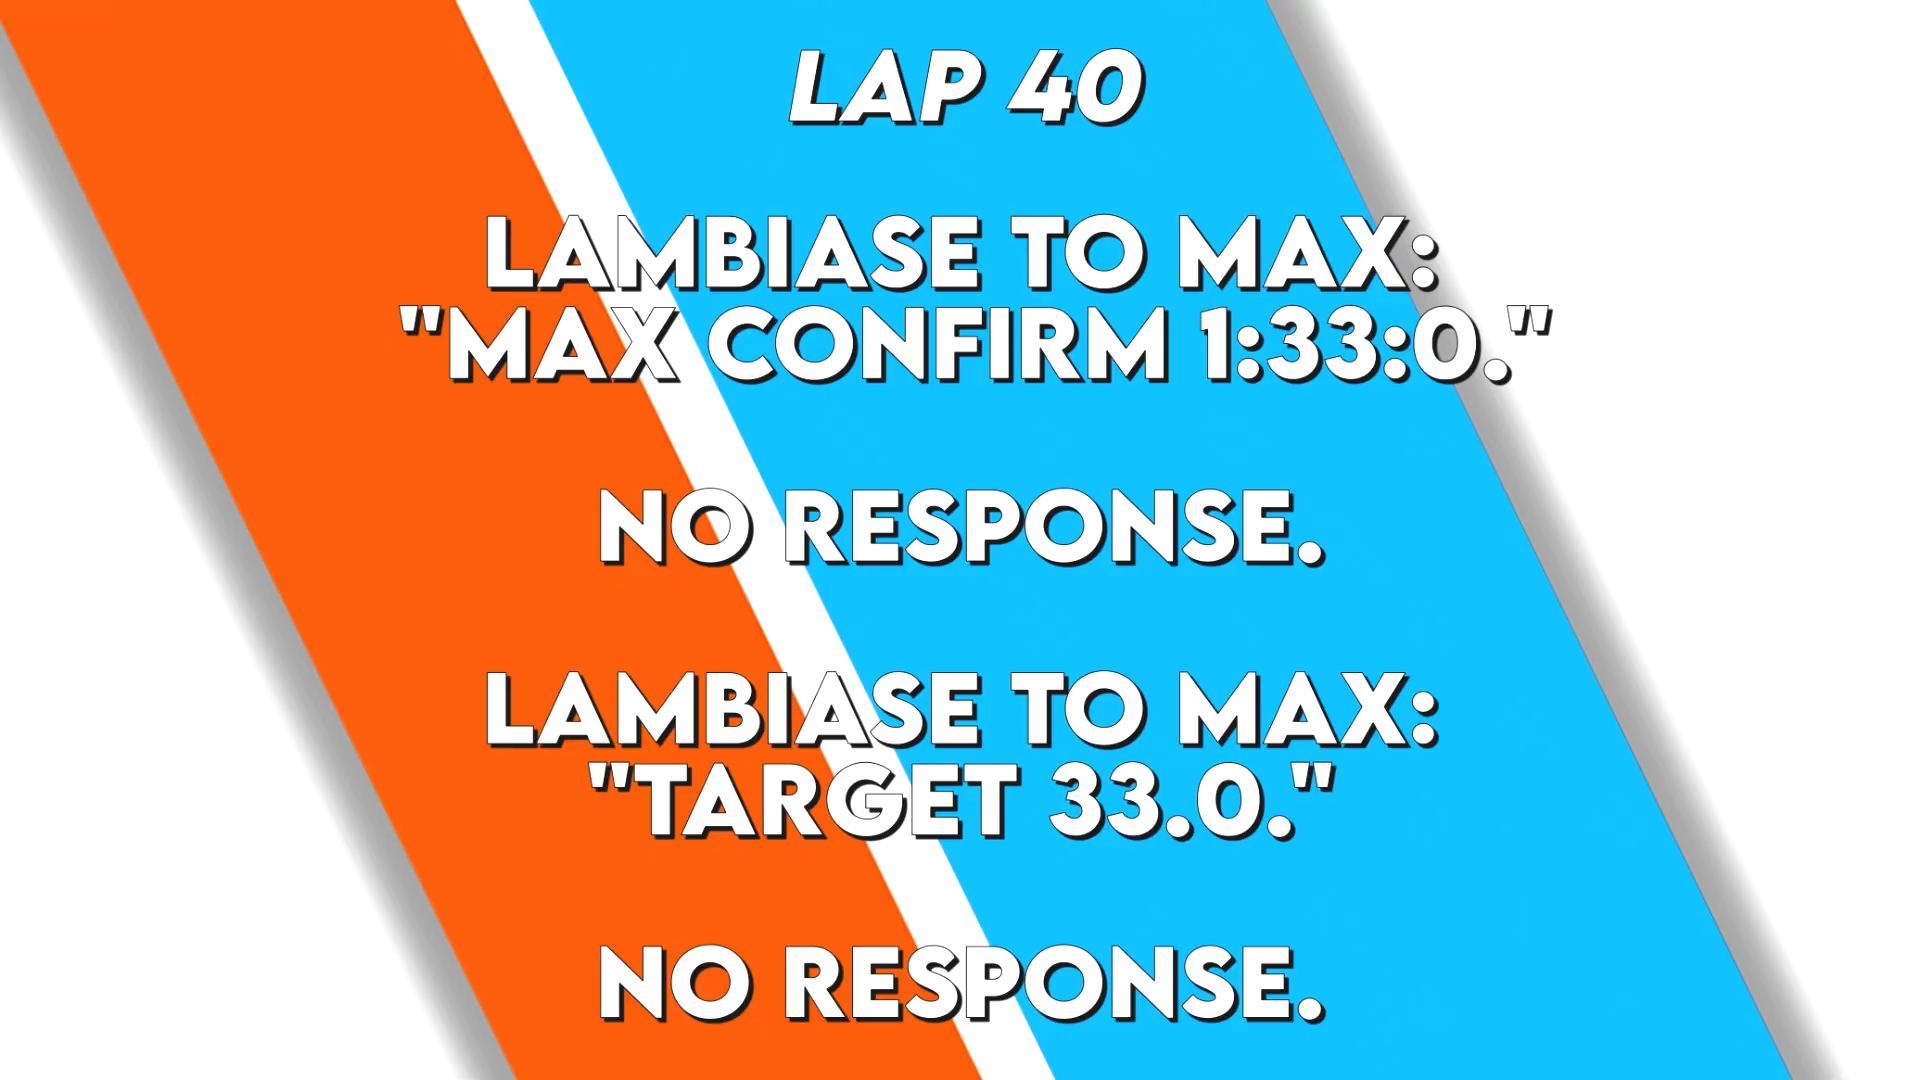 LAP 40
LAMBIASE TO MAX:
"MAX CONFIRM 1:33:0."
NO RESPONSE.
LAMBIASE TO MAX:
"TARGET 33.0."
NO RESPONSE.